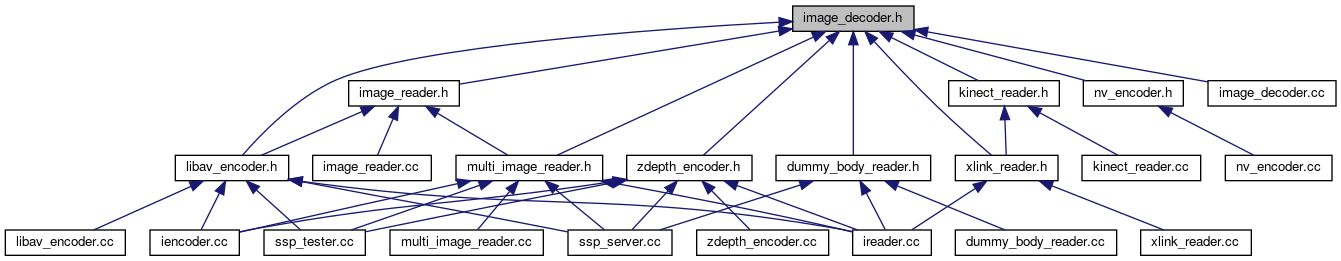 image_decoder.h
image_reader.h
kinect_reader.h
nv_encoder.h
image_decoder.cc
libav_encoder.h
image_reader.cc
multi_image_reader.h
zdepth_encoder.h
dummy_body_reader.h
xlink_reader.h
kinect_reader.cc
nv_encoder.cc
libav_encoder.cc
iencoder.cc
ssp_tester.cc
multi_image_reader.cc
ssp_server.cc
zdepth_encoder.cc
ireader.cc
dummy_body_reader.cc
xlink_reader.cc